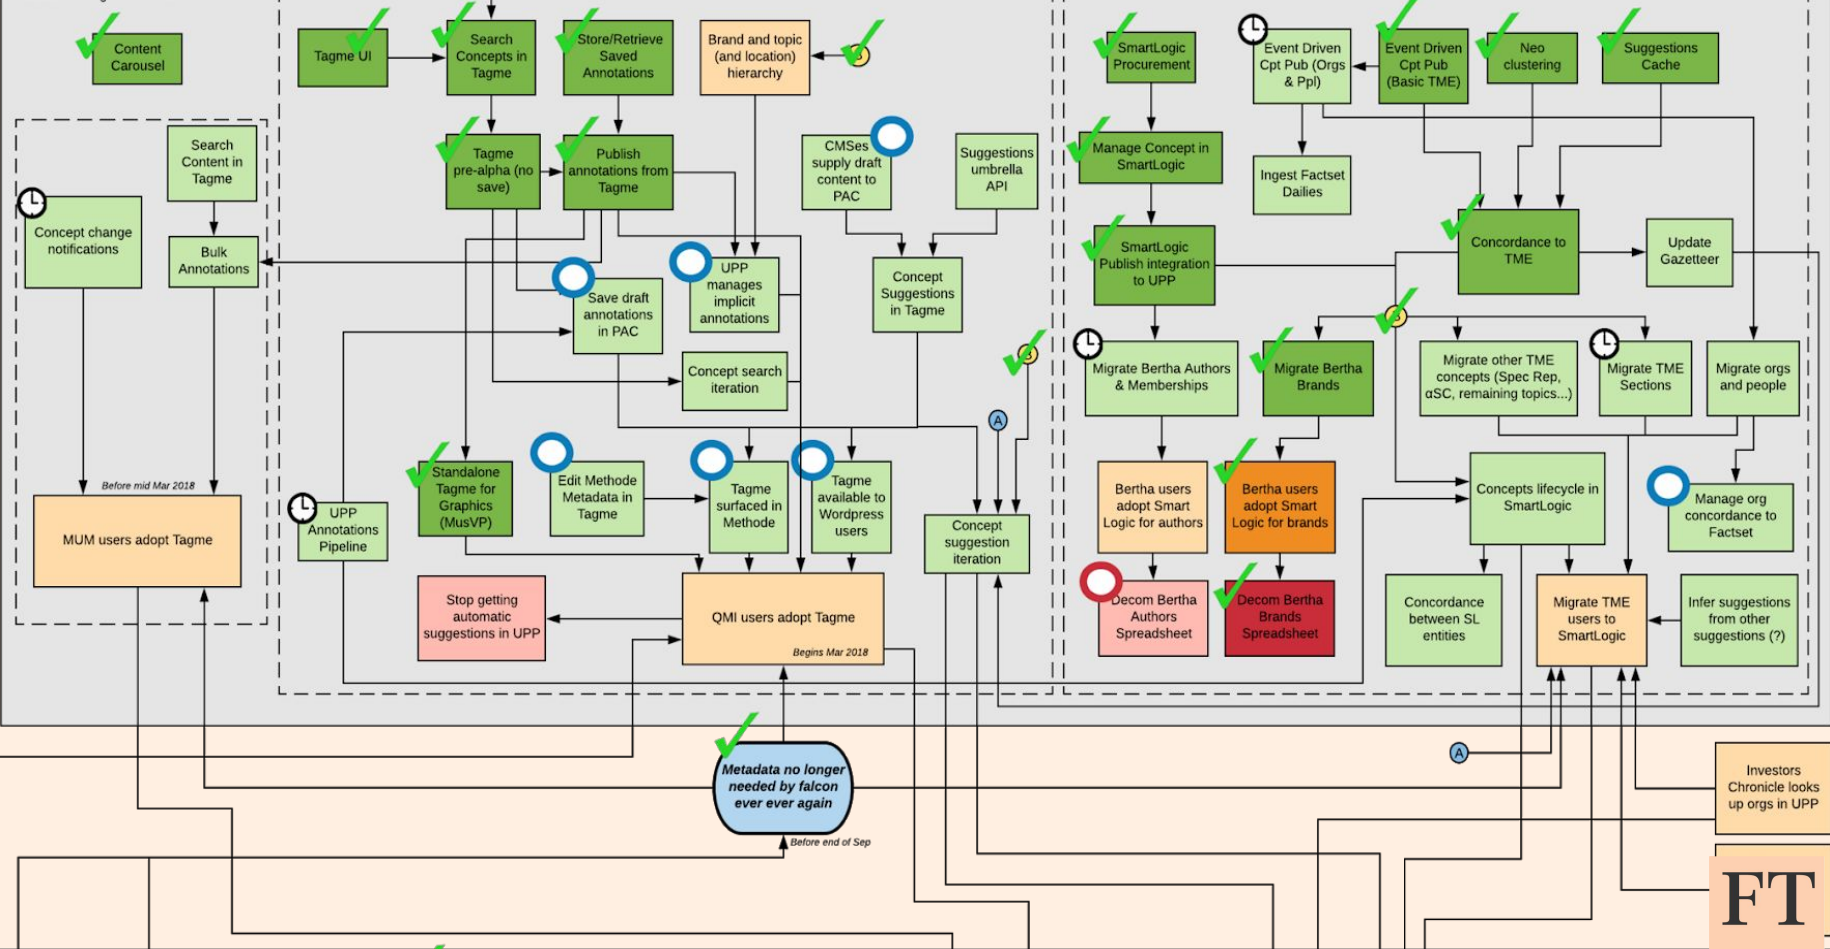 Content
Carousel
Tagme UI
Search
Concepts in
Tagme
Store/Retrieve
Saved
Annotations
Brand and topic
(and location)
hierarchy
SmartLogic
Procurement
Event Driven
Cpt Pub (Orgs
& Ppl)
Event Driven
Cpt Pub
(Basic TME)
Neo
clustering
Suggestions
Cache
Search
Content in
Tagme
Tagme
pre-alpha (no
save)
Publish
annotations from
Tagme
CMSes
supply draft
content to
PAC
Suggestions
umbrella
API
Manage Concept in
SmartLogic
Ingest Factset
Dailies
Concept change
notifications
Bulk
Annotations
Save draft
annotations
in PAC
UPP
manages
implicit
annotations
Concept
Suggestions
in Tagme
SmartLogic
Publish integration
to UPP
Concordance to
TME
Update
Gazetteer
Concept search
iteration
A
Migrate Bertha Authors
& Memberships
Migrate Bertha
Brands
Migrate other TME
concepts (Spec Rep,
αSC, remaining topics...)
Migrate TME
Sections
Migrate orgs
and people
Before mid Mar 2018
MUM users adopt Tagme
UPP
Annotations
Pipeline
Standalone
Tagme for
Graphics
(MusVP)
Edit Methode
Metadata in
Tagme
Tagme
surfaced in
Methode
Tagme
available to
Wordpress
users
Concept
suggestion
iteration
Bertha users
adopt Smart
Logic for authors
Bertha users
adopt Smart
Logic for brands
Concepts lifecycle in
SmartLogic
Manage org
concordance to
Factset
Stop getting
automatic
suggestions in UPP
QMI users adopt Tagme
Begins Mar 2018
Decom Bertha
Authors
Spreadsheet
Decom Bertha
Brands
Spreadsheet
Concordance
between SL
entities
Migrate TME
users to
SmartLogic
Infer suggestions
from other
suggestions (?)
Metadata no longer
needed by falcon
ever ever again
Before end of Sep
A
Investors
Chronicle looks
up orgs in UPP
FT